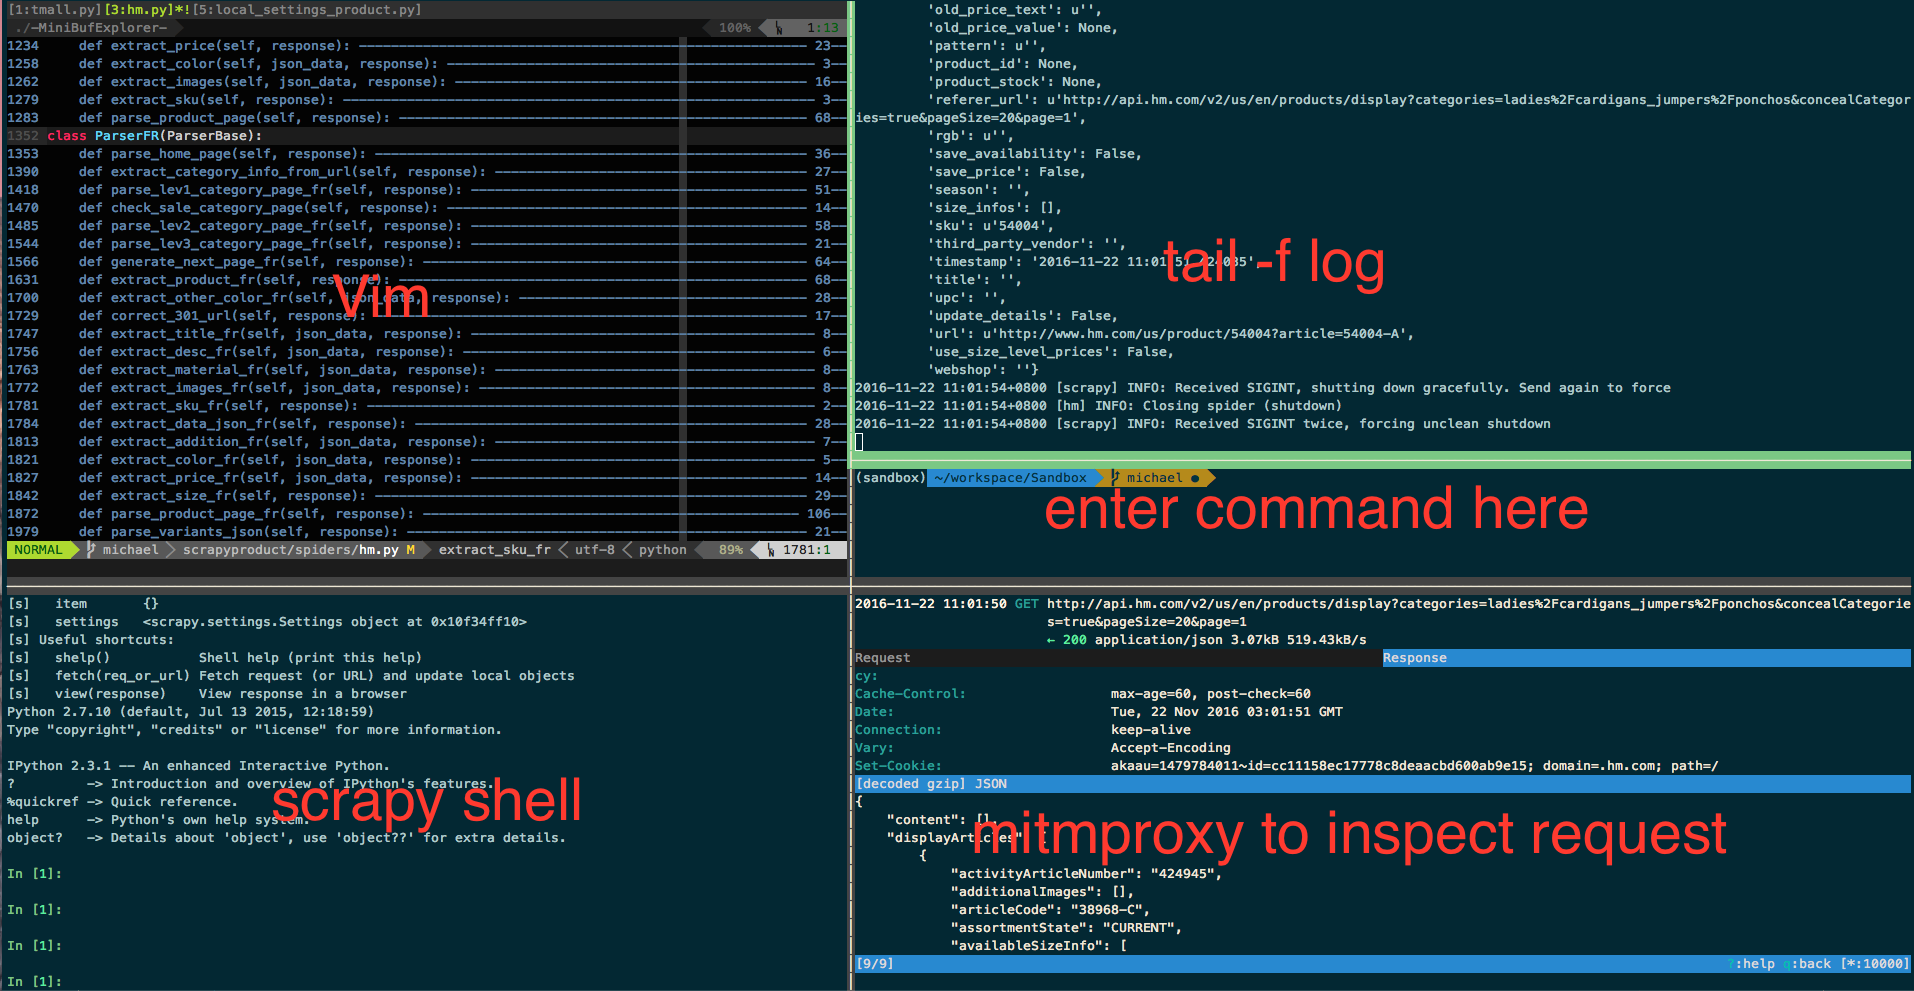 [1:tmall.py][3:hm.py]*![5:local_settings_product.py]
./-MiniBufExplorer- 100% 1:13
1234 def extract_price(self, response): 23
1258 def extract_color(self, json_data, response): 3
1262 def extract_images(self, json_data, response): 16
1279 def extract_sku(self, response): 3
1283 def parse_product_page(self, response): 68
1352 class ParserFR(ParserBase):
1353 def parse_home_page(self, response): 36
1390 def extract_category_info_from_url(self, response): 27
1418 def parse_lev1_category_page_fr(self, response): 51
1470 def check_sale_category_page(self, response): 14
1485 def parse_lev2_category_page_fr(self, response): 58
1544 def parse_lev3_category_page_fr(self, response): 21
1566 def generate_next_page_fr(self, response): 64
1631 def extract_product_fr(self, response): 68
1700 def extract_other_color_fr(self, json_data, response): 28
1729 def correct_301_url(self, response): 17
1747 def extract_title_fr(self, json_data, response): 8
1756 def extract_desc_fr(self, json_data, response): 6
1763 def extract_material_fr(self, json_data, response): 8
1772 def extract_images_fr(self, json_data, response): 8
1781 def extract_sku_fr(self, response): 2
1784 def extract_data_json_fr(self, response): 28
1813 def extract_addition_fr(self, json_data, response): 7
1821 def extract_color_fr(self, json_data, response): 5
1827 def extract_price_fr(self, json_data, response): 14
1842 def extract_size_fr(self, json_data, response): 29
1872 def parse_product_page_fr(self, response): 106
1979 def parse_variants_json(self, response): 21
NORMAL michael scrapyproduct/spiders/hm.py M extract_sku_fr utf-8 python 89% 1781:1
Vim
'old_price_text': u'',
'old_price_value': None,
'pattern': u'',
'product_id': None,
'product_stock': None,
'referer_url': u'http://api.hm.com/v2/us/en/products/display?categories=ladies%2Fcardigans_jumpers%2Fponchos&concealCategor
ies=true&pageSize=20&page=1',
'rgb': u'',
'save_availability': False,
'save_price': False,
'season': '',
'size_infos': [],
'sku': u'54004',
'third_party_vendor': '',
'timestamp': '2016-11-22 11:01:51
'title': '',
'upc': '',
'update_details': False,
'url': u'http://www.hm.com/us/product/54004?article=54004-A',
'use_size_level_prices': False,
'webshop': ''}
2016-11-22 11:01:54+0800 [scrapy] INFO: Received SIGINT, shutting down gracefully. Send again to force
2016-11-22 11:01:54+0800 [hm] INFO: Closing spider (shutdown)
2016-11-22 11:01:54+0800 [scrapy] INFO: Received SIGINT twice, forcing unclean shutdown
tail -f log
(sandbox) ~/workspace/Sandbox michael ●
enter command here
[s] item {}
[s] settings <scrapy.settings.Settings object at 0x10f34ff10>
[s] Useful shortcuts:
[s] shelp() Shell help (print this help)
[s] fetch(req_or_url) Fetch request (or URL) and update local objects
[s] view(response) View response in a browser
Python 2.7.10 (default, Jul 13 2015, 12:18:59)
Type "copyright", "credits" or "license" for more information.
IPython 2.3.1 -- An enhanced Interactive Python.
? -> Introduction and overview of IPython's features.
%quickref -> Quick reference.
help -> Python's own help system.
object? -> Details about 'object', use 'object??' for extra details.
In [1]:
In [1]:
In [1]:
In [1]:
scrapy shell
2016-11-22 11:01:50 GET http://api.hm.com/v2/us/en/products/display?categories=ladies%2Fcardigans_jumpers%2Fponchos&concealCategorie
s=true&pageSize=20&page=1
← 200 application/json 3.07kB 519.43kB/s
Request Response
cy:
Cache-Control: max-age=60, post-check=60
Date: Tue, 22 Nov 2016 03:01:51 GMT
Connection: keep-alive
Vary: Accept-Encoding
Set-Cookie: akaau=1479784011~id=cc11158ec17778c8deaacbd600ab9e15; domain=.hm.com; path=/
[decoded gzip] JSON
{
"content": [],
"displayArticles": [
{
"activityArticleNumber": "424945",
"additionalImages": [],
"articleCode": "38968-C",
"assortmentState": "CURRENT",
"availableSizeInfo": [
[9/9] ?:help q:back [*:10000]
mitmproxy to inspect request